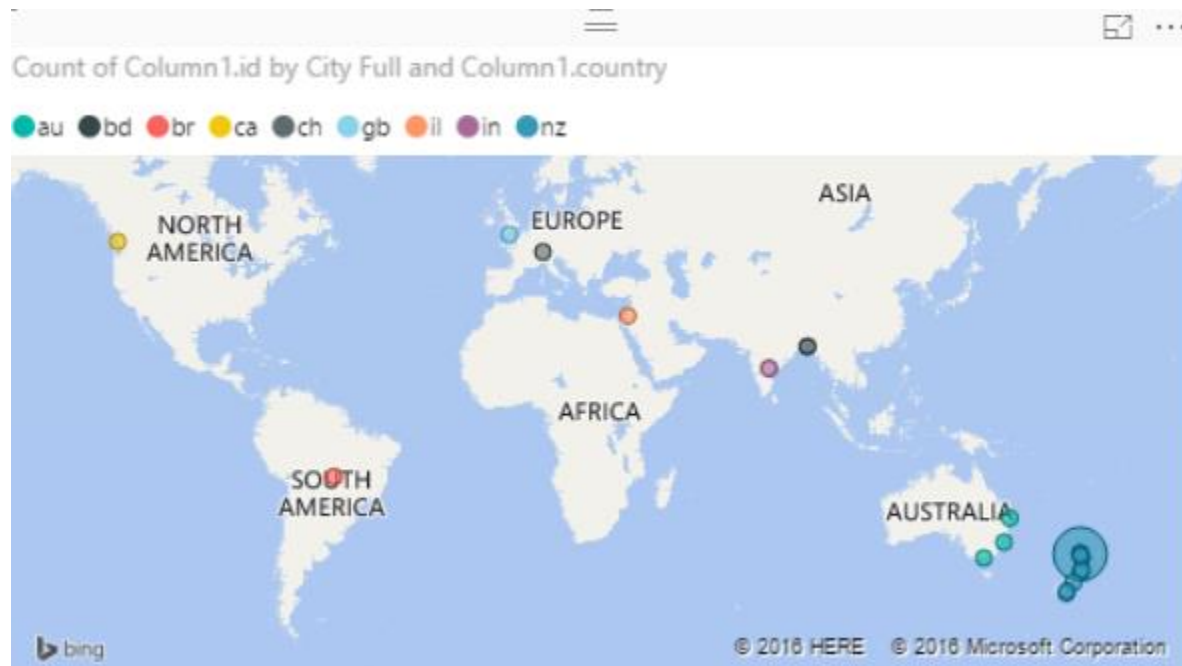 Count of Column1.id by City Full and Column1.country
au bd br ca ch gb il in nz
ASIA
NORTH
AMERICA
EUROPE
AFRICA
SOUTH
AMERICA
AUSTRALIA
bing
© 2016 HERE © 2016 Microsoft Corporation